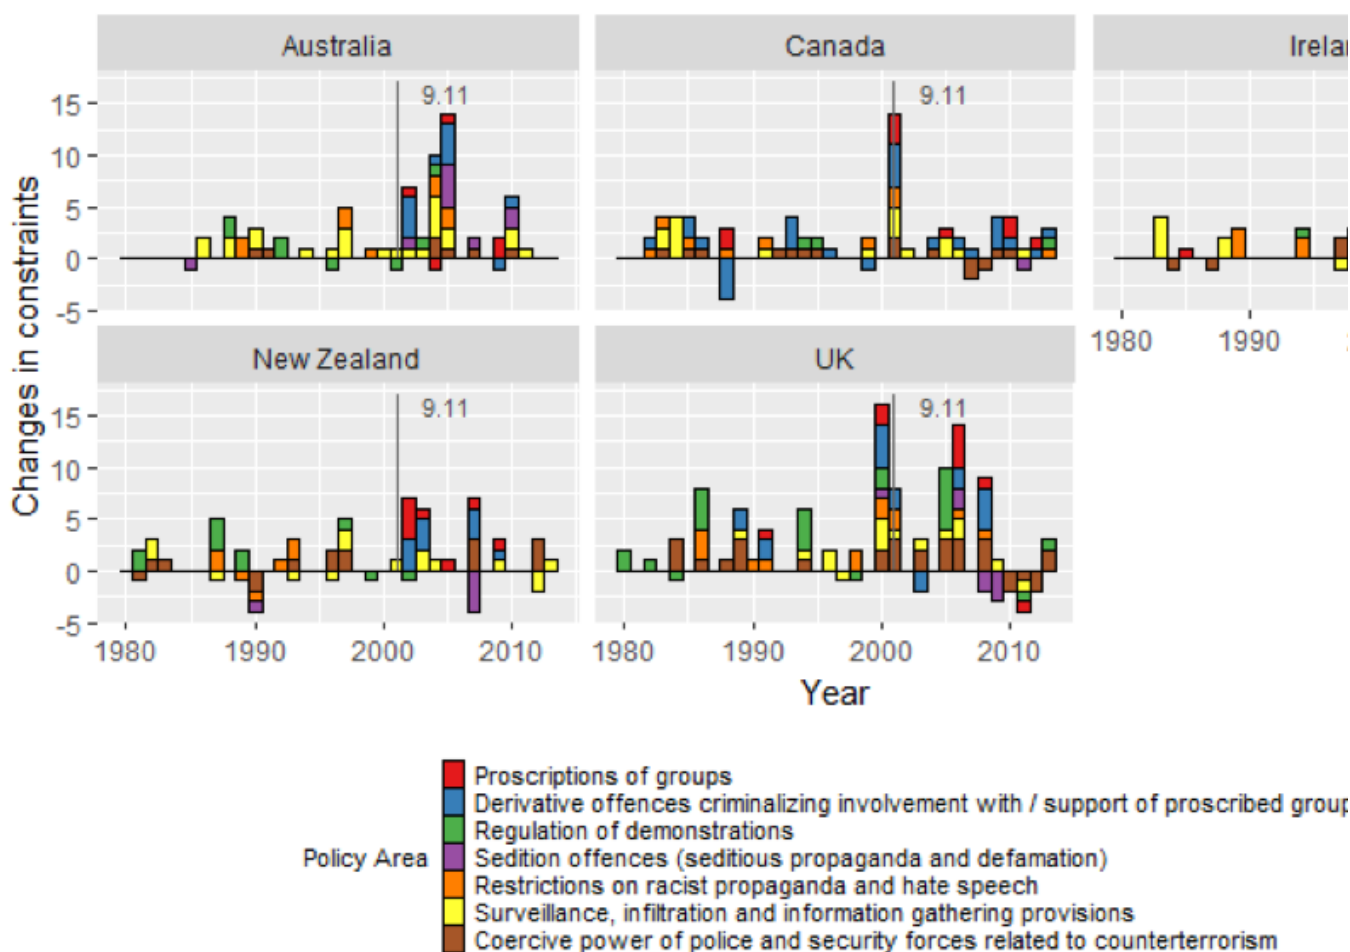 Australia
Canada
Irelan
15
10
5
0
-5
9.11
9.11
1980
1990
New Zealand
UK
15
10
5
0
-5
9.11
9.11
1980
1990
2000
2010
1980
1990
2000
2010
Changes in constraints
Year
Policy Area
Proscriptions of groups
Derivative offences criminalizing involvement with / support of proscribed group
Regulation of demonstrations
Sedition offences (seditious propaganda and defamation)
Restrictions on racist propaganda and hate speech
Surveillance, infiltration and information gathering provisions
Coercive power of police and security forces related to counterterrorism